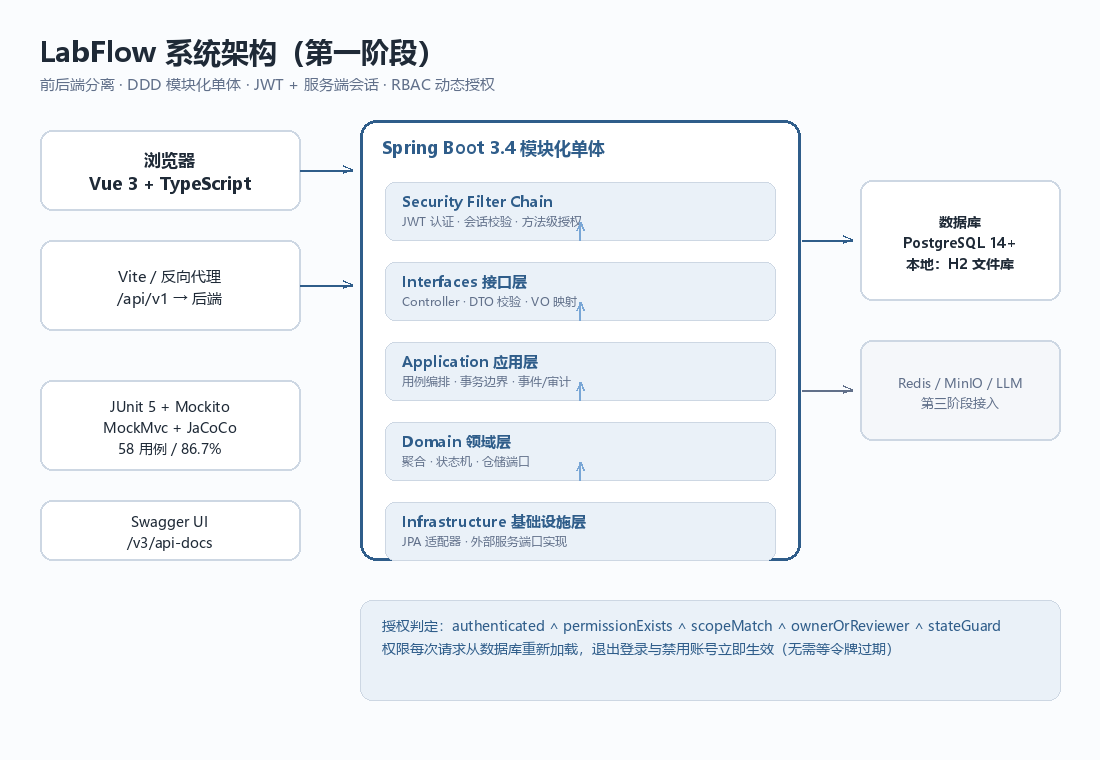 LabFlow 系统架构（第一阶段）
前后端分离 · DDD 模块化单体 · JWT + 服务端会话 · RBAC 动态授权
浏览器
Vue 3 + TypeScript
Vite / 反向代理
/api/v1 → 后端
JUnit 5 + Mockito
MockMvc + JaCoCo
58 用例 / 86.7%
Swagger UI
/v3/api-docs
Spring Boot 3.4 模块化单体
Security Filter Chain
JWT 认证 · 会话校验 · 方法级授权
Interfaces 接口层
Controller · DTO 校验 · VO 映射
Application 应用层
用例编排 · 事务边界 · 事件/审计
Domain 领域层
聚合 · 状态机 · 仓储端口
Infrastructure 基础设施层
JPA 适配器 · 外部服务端口实现
数据库
PostgreSQL 14+
本地：H2 文件库
Redis / MinIO / LLM
第三阶段接入
授权判定：authenticated ∧ permissionExists ∧ scopeMatch ∧ ownerOrReviewer ∧ stateGuard
权限每次请求从数据库重新加载，退出登录与禁用账号立即生效（无需等令牌过期）